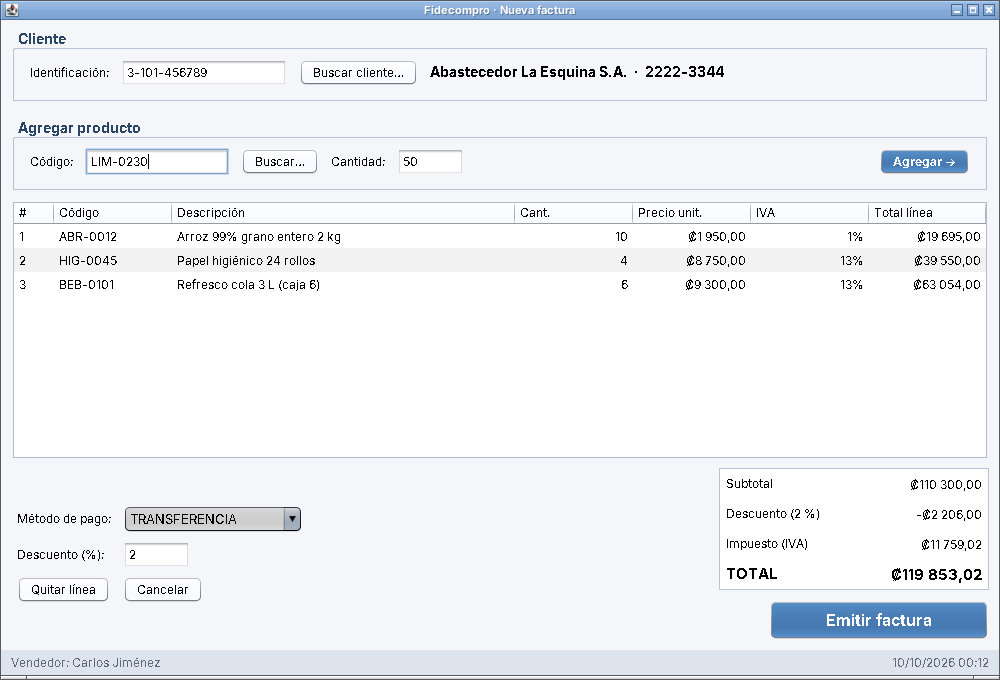 Fidecompro · Nueva factura
Cliente
Identificación: 3-101-456789 Buscar cliente... Abastecedor La Esquina S.A. · 2222-3344
Agregar producto
Código: LIM-0230 Buscar... Cantidad: 50 Agregar →
# Código Descripción Cant. Precio unit. IVA Total línea
1 ABR-0012 Arroz 99% grano entero 2 kg 10 ₡1 950,00 1% ₡19 695,00
2 HIG-0045 Papel higiénico 24 rollos 4 ₡8 750,00 13% ₡39 550,00
3 BEB-0101 Refresco cola 3 L (caja 6) 6 ₡9 300,00 13% ₡63 054,00
Subtotal ₡110 300,00
Método de pago: TRANSFERENCIA
Descuento (2 %) -₡2 206,00
Impuesto (IVA) ₡11 759,02
Descuento (%): 2
TOTAL ₡119 853,02
Quitar línea Cancelar
Emitir factura
Vendedor: Carlos Jiménez 10/10/2026 00:12